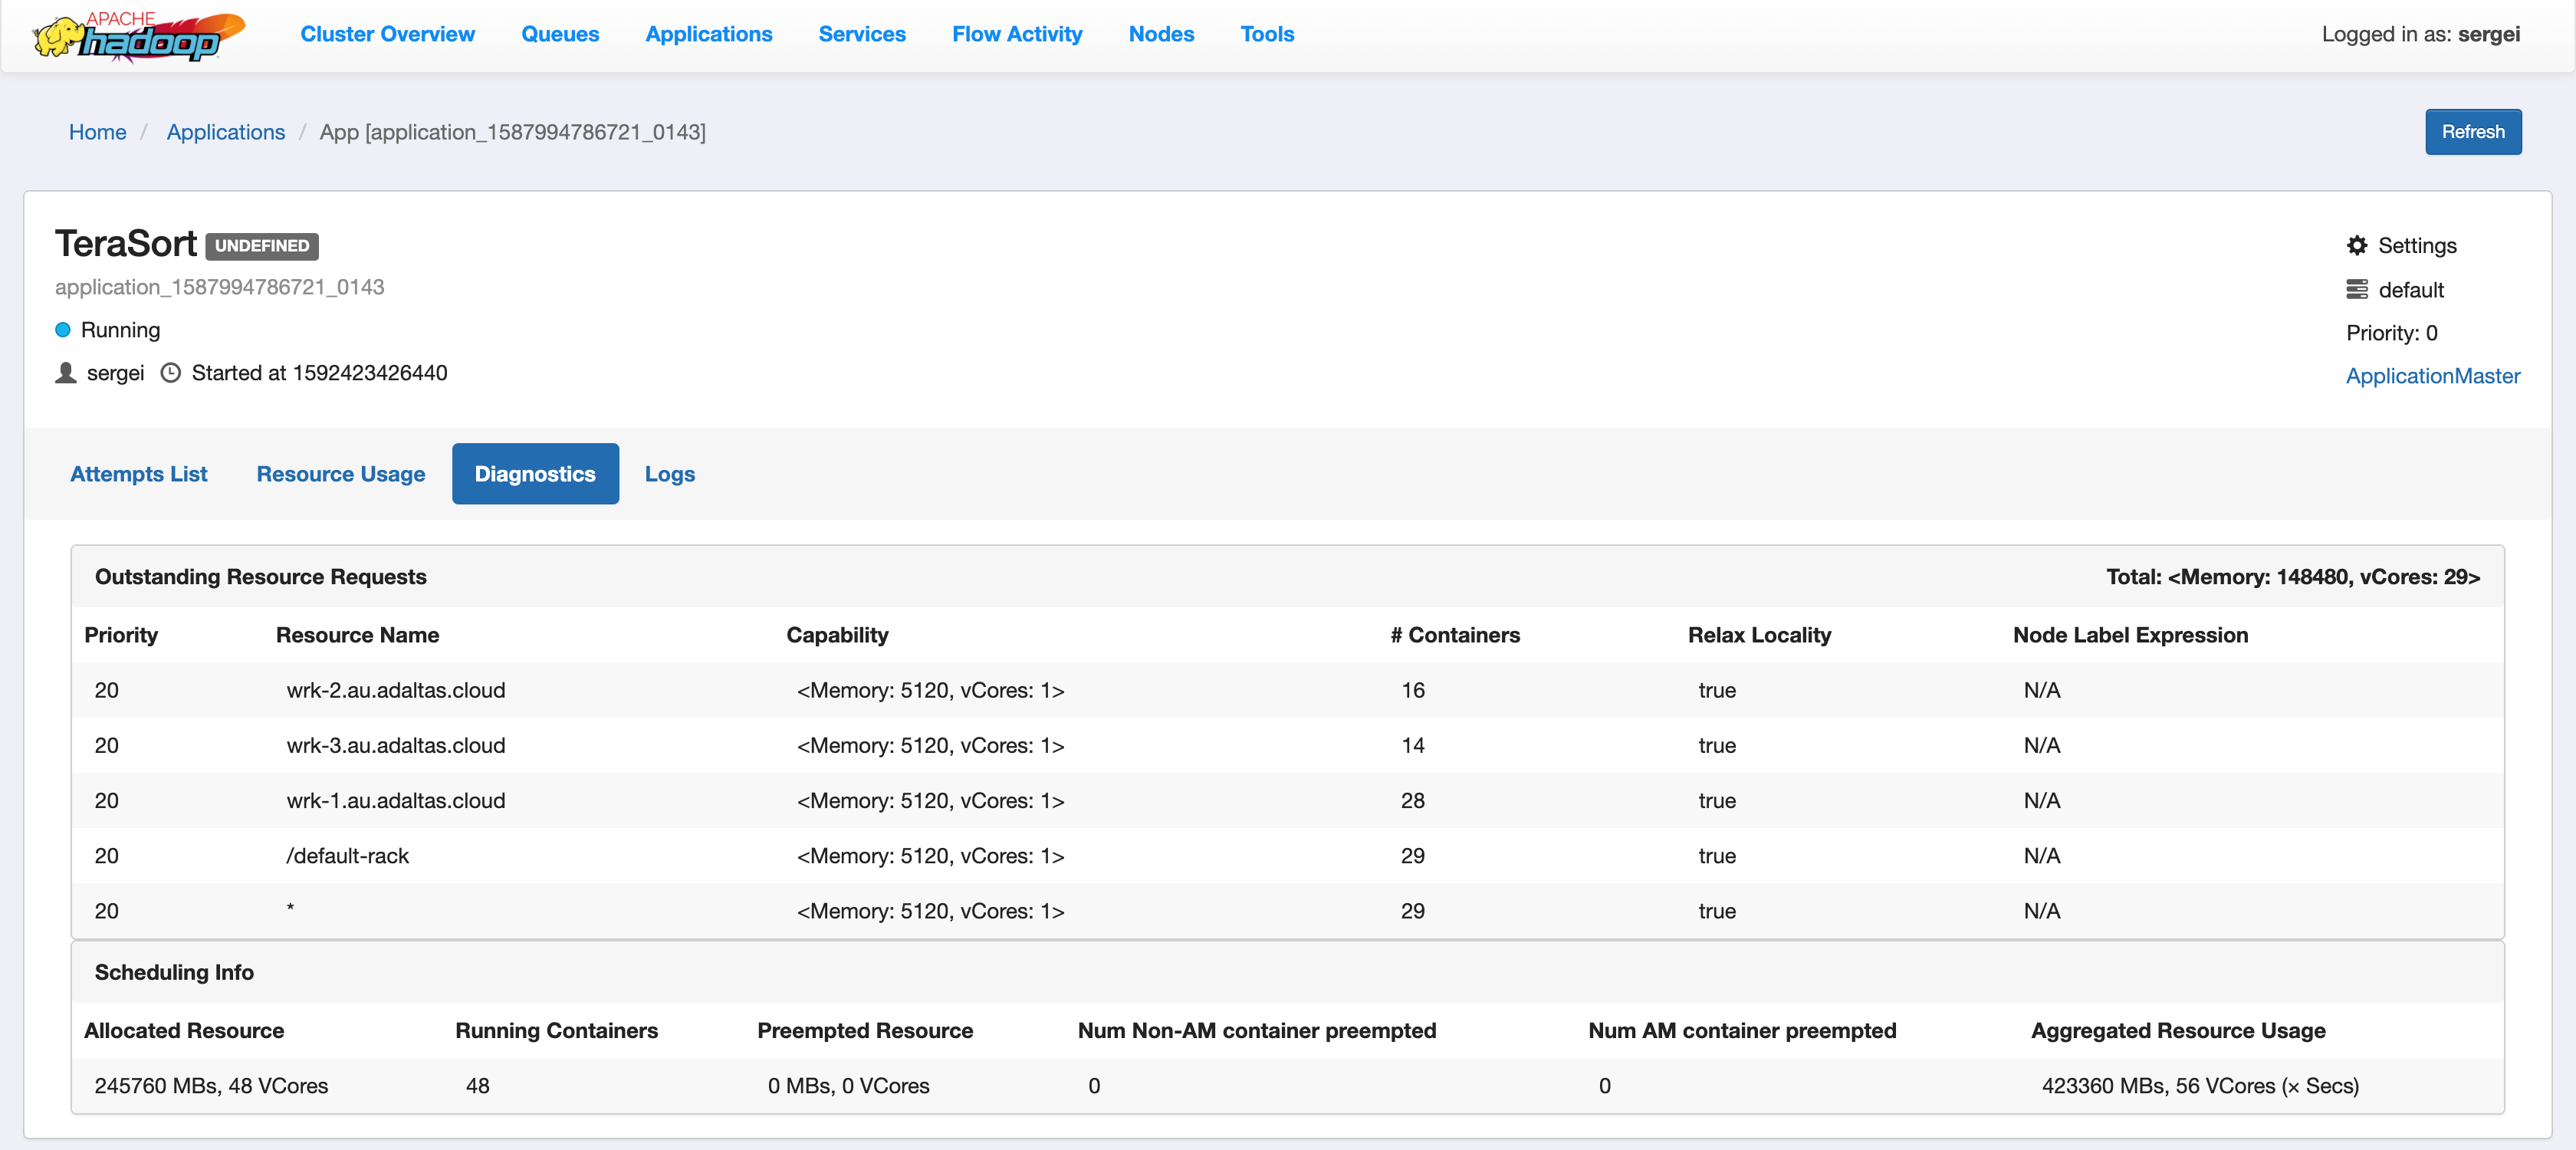 APACHE
hadoop
Cluster Overview Queues Applications Services Flow Activity Nodes Tools Logged in as: sergei
Home / Applications / App [application_1587994786721_0143] Refresh
TeraSort UNDEFINED
application_1587994786721_0143
Running
sergei Started at 1592423426440
Settings
default
Priority: 0
ApplicationMaster
Attempts List Resource Usage Diagnostics Logs
Outstanding Resource Requests Total: <Memory: 148480, vCores: 29>
Priority Resource Name Capability # Containers Relax Locality Node Label Expression
20 wrk-2.au.adaltas.cloud <Memory: 5120, vCores: 1> 16 true N/A
20 wrk-3.au.adaltas.cloud <Memory: 5120, vCores: 1> 14 true N/A
20 wrk-1.au.adaltas.cloud <Memory: 5120, vCores: 1> 28 true N/A
20 /default-rack <Memory: 5120, vCores: 1> 29 true N/A
20 * <Memory: 5120, vCores: 1> 29 true N/A
Scheduling Info
Allocated Resource Running Containers Preempted Resource Num Non-AM container preempted Num AM container preempted Aggregated Resource Usage
245760 MBs, 48 VCores 48 0 MBs, 0 VCores 0 0 423360 MBs, 56 VCores (× Secs)